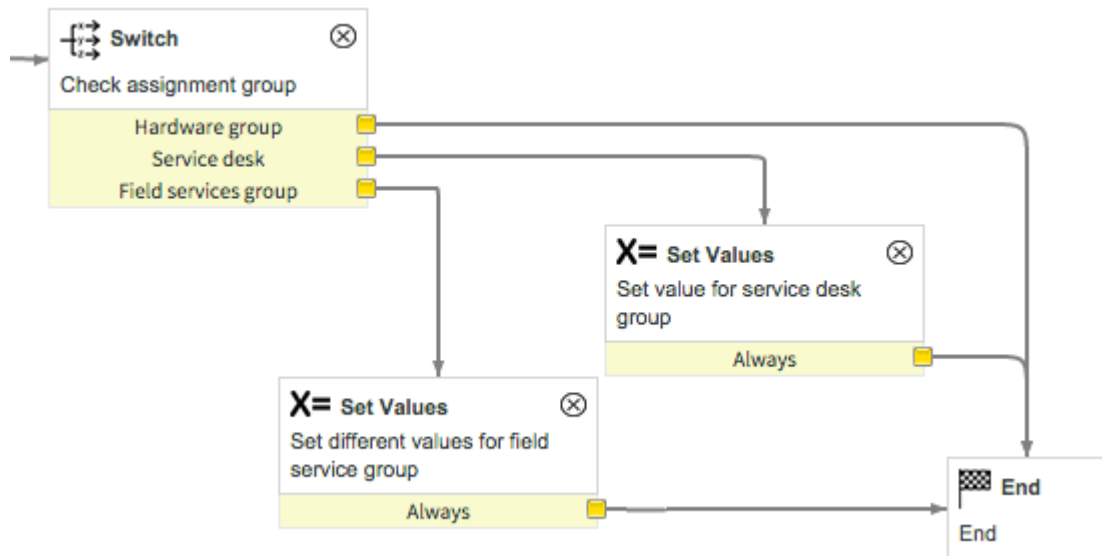 Switch
Check assignment group
Hardware group
Service desk
Field services group
X= Set Values
Set value for service desk
group
Always
X= Set Values
Set different values for field
service group
Always
End
End